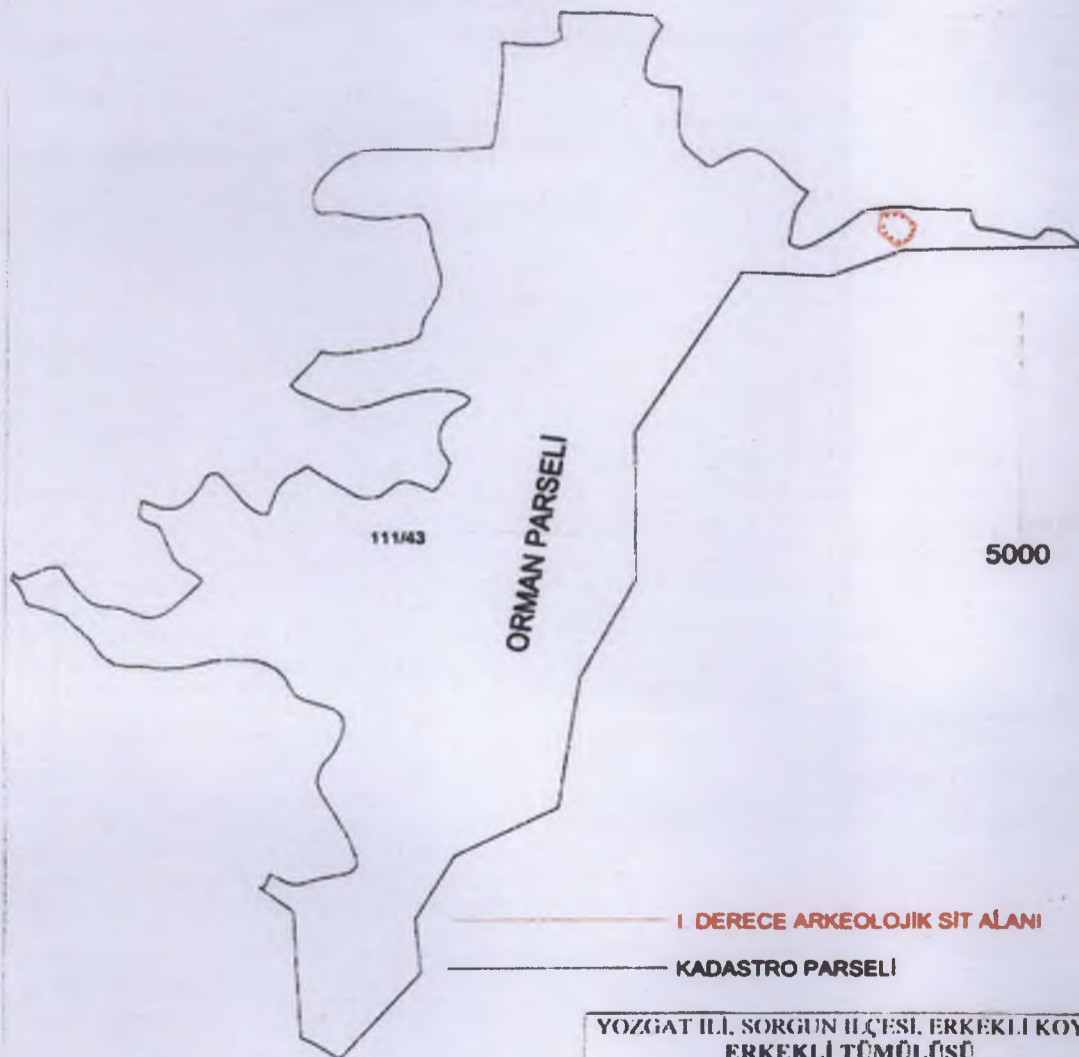 111/43
ORMAN PARSELİ
5000
I. DERECE ARKEOLOJİK SİT ALANI
KADASTRO PARSELİ
YOZGAT İLİ, SORGUN İLÇESİ, ERKEKLİ KÖY
ERKEKLİ TÜMÜLÜSÜ